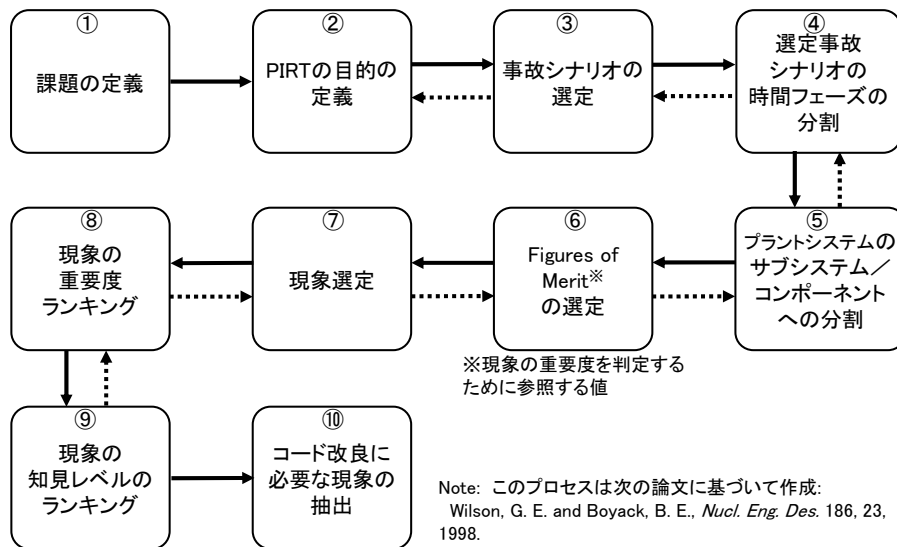 ①
課題の定義
②
PIRTの目的の
定義
③
事故シナリオの
選定
④
選定事故
シナリオの
時間フェーズの
分割
⑤
プラントシステムの
サブシステム／
コンポーネント
への分割
⑥
Figures of
Merit※
の選定
※現象の重要度を判定する
ために参照する値
⑦
現象選定
⑧
現象の
重要度
ランキング
⑨
現象の
知見レベルの
ランキング
⑩
コード改良に
必要な現象の
抽出
Note: このプロセスは次の論文に基づいて作成:
Wilson, G. E. and Boyack, B. E., Nucl. Eng. Des. 186, 23,
1998.